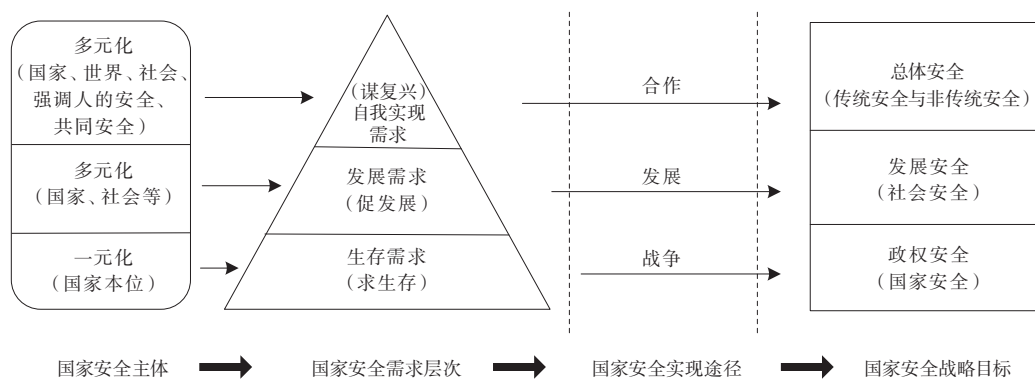 多元化
(国家、世界、社会、
强调人的安全、
共同安全)
(谋复兴)
自我实现
需求
合作
总体安全
(传统安全与非传统安全)
多元化
(国家、社会等)
发展需求
(促发展)
发展
发展安全
(社会安全)
一元化
(国家本位)
生存需求
(求生存)
战争
政权安全
(国家安全)
国家安全主体
国家安全需求层次
国家安全实现途径
国家安全战略目标